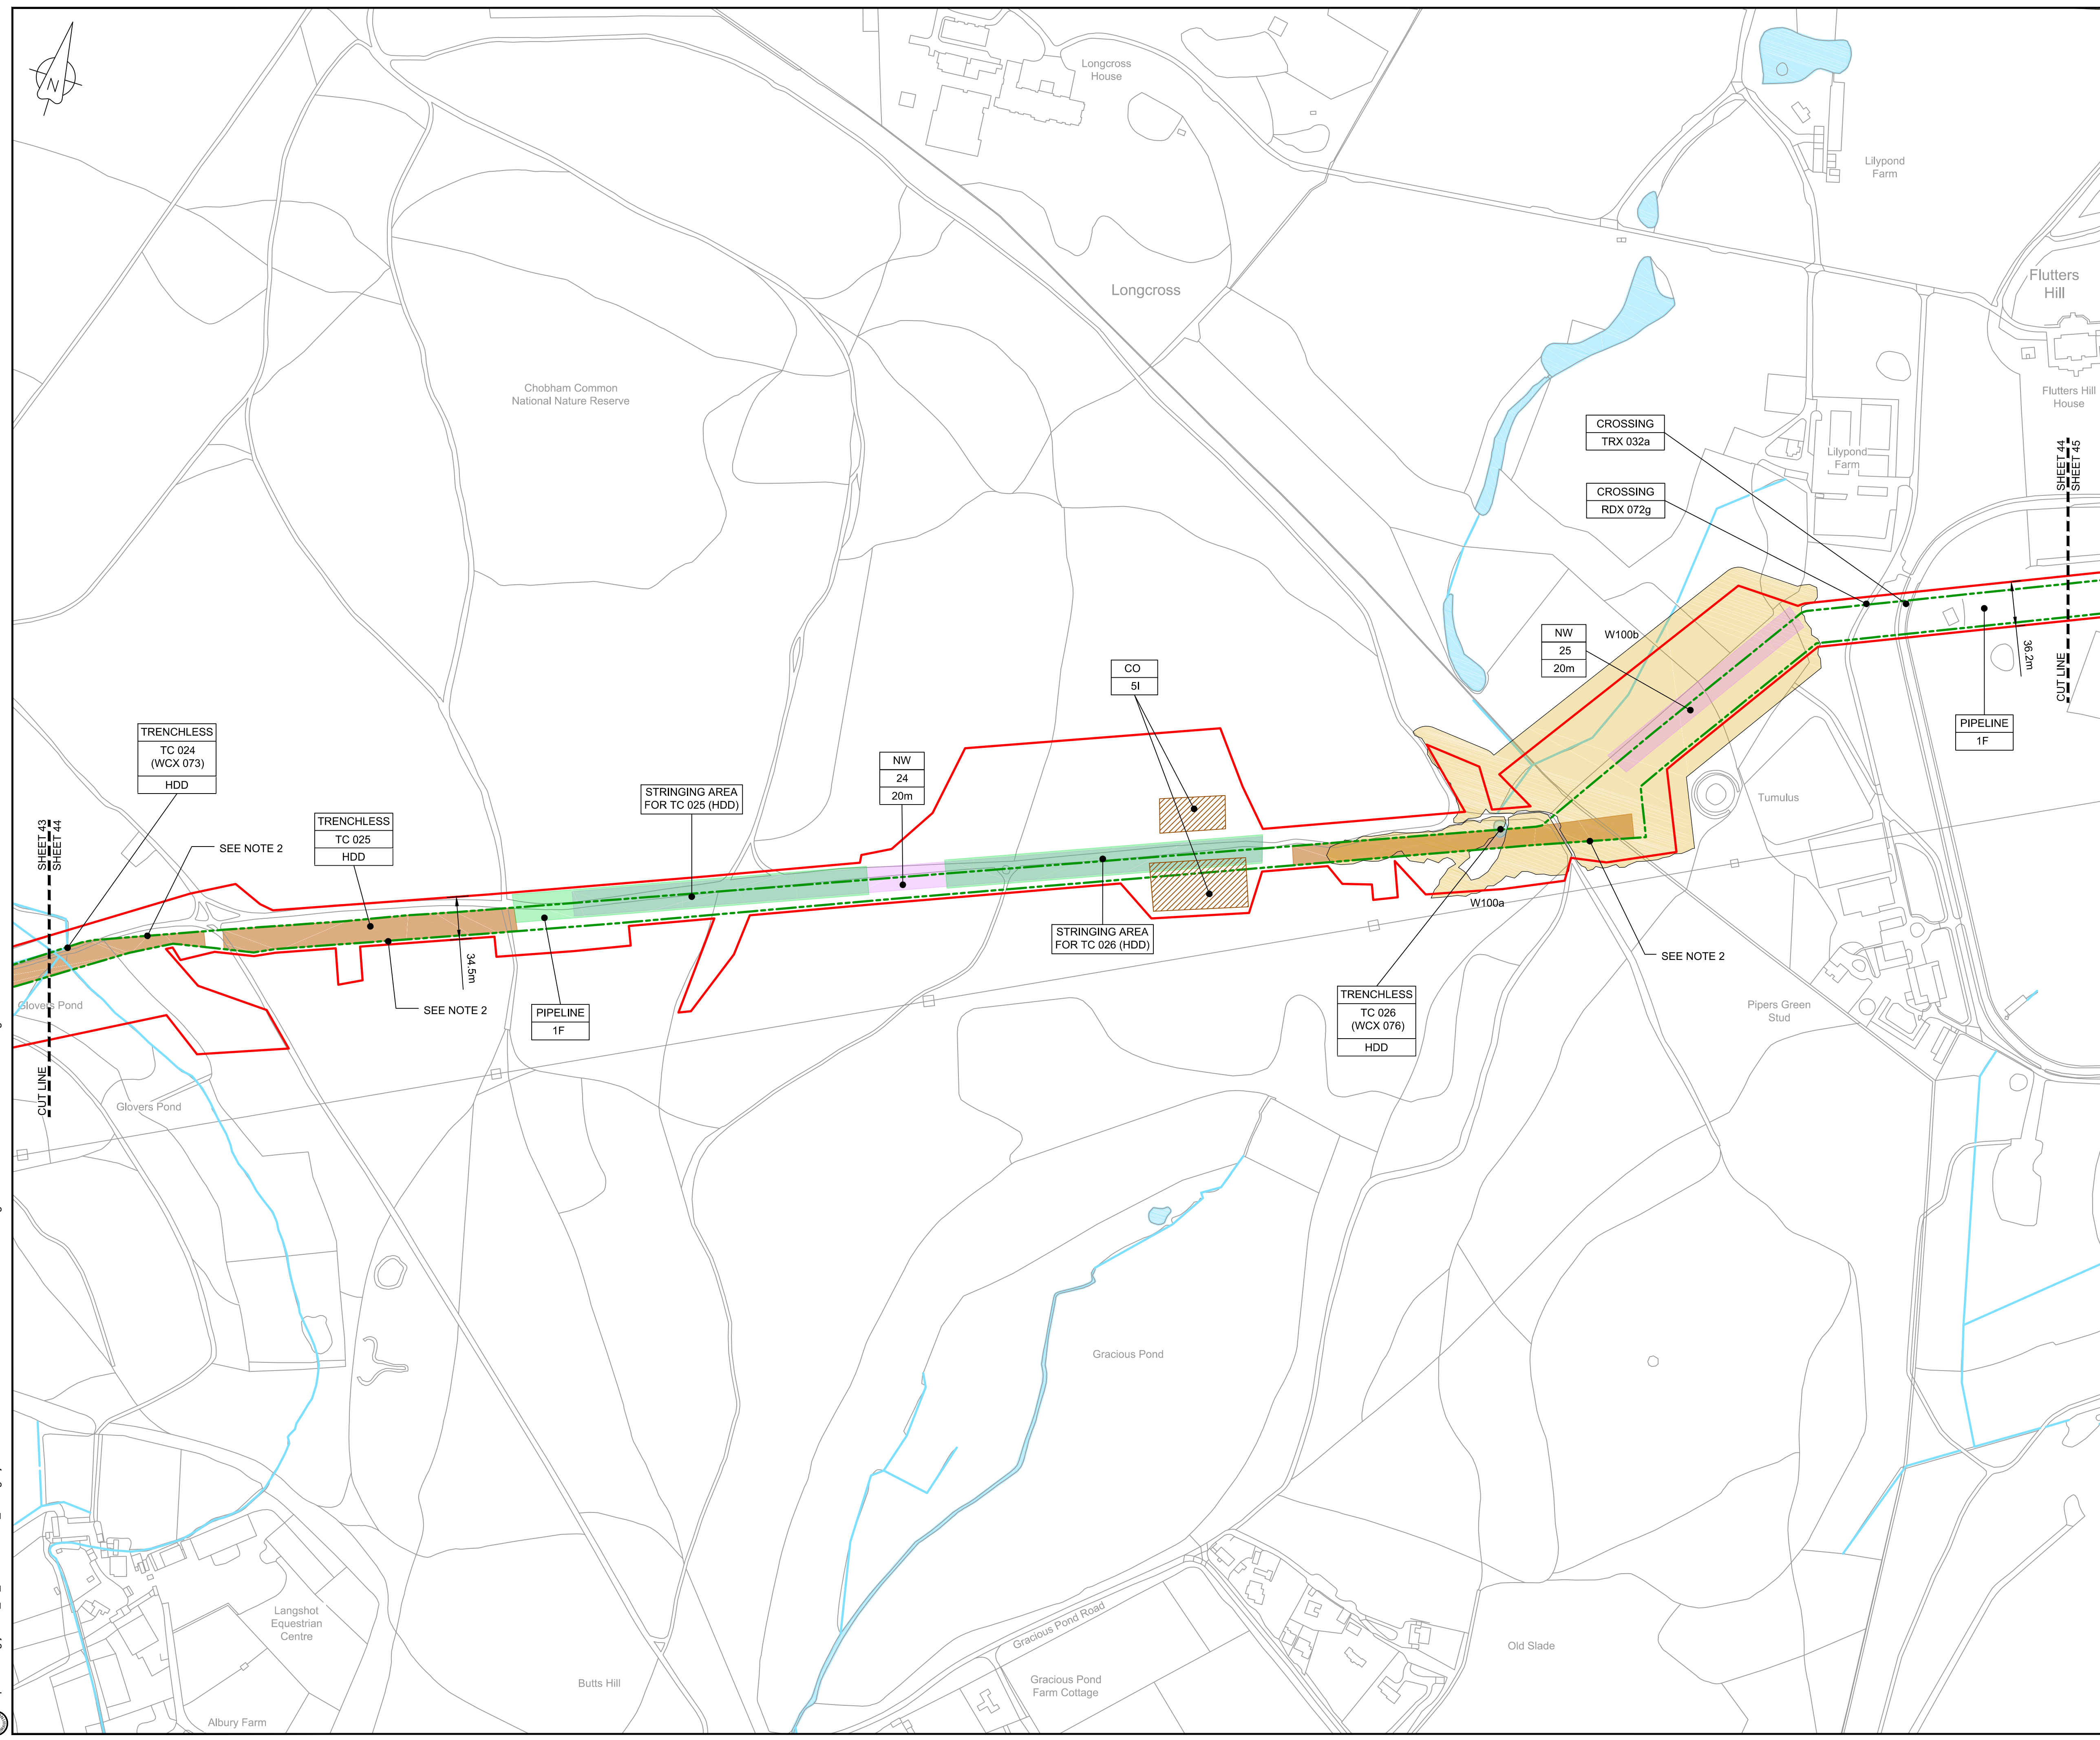 N
Longcross
House
Lilypond
Farm
Flutters
Hill
Longcross
Chobham Common
National Nature Reserve
Flutters Hill
House
CROSSING
TRX 032a
Lilypond
Farm
SHEET 44
SHEET 45
CUT LINE
CROSSING
RDX 072g
NW
25
20m
W100b
36.2m
CO
5I
PIPELINE
1F
TRENCHLESS
TC 024
(WCX 073)
HDD
NW
24
20m
STRINGING AREA
FOR TC 025 (HDD)
Tumulus
TRENCHLESS
TC 025
HDD
SHEET 43
SHEET 44
CUT LINE
SEE NOTE 2
W100a
STRINGING AREA
FOR TC 026 (HDD)
SEE NOTE 2
34.5m
Glovers Pond
SEE NOTE 2
PIPELINE
1F
TRENCHLESS
TC 026
(WCX 076)
HDD
Pipers Green
Stud
Glovers Pond
Gracious Pond
Langshot
Equestrian
Centre
Gracious Pond Road
Old Slade
Butts Hill
Gracious Pond
Farm Cottage
Albury Farm